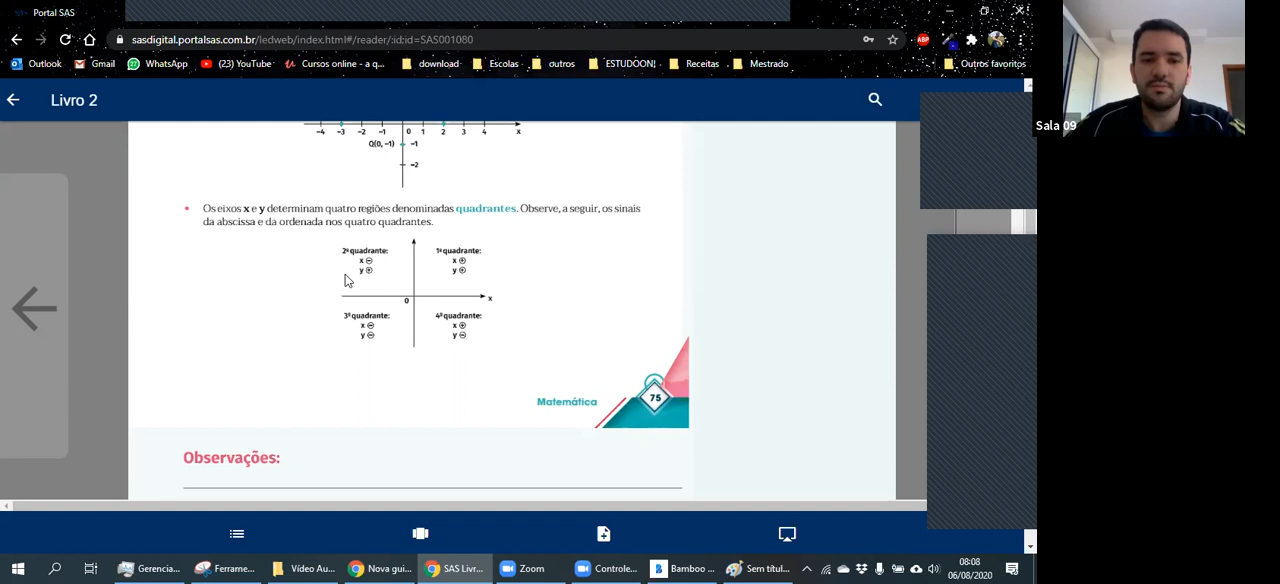 Portal SAS
sasdigital.portalsas.com.br/ledweb/index.html#/reader/:id:id=SAS001080
ABP
Outlook
Gmail
WhatsApp
(23) YouTube
Cursos online - a q...
download
Escolas
outros
ESTUDOON!
Receitas
Mestrado
Outros favoritos
Livro 2
Sala 09
-4 -3 -2 -1 0 1 2 3 4 x
Q(0, -1) -1
-2
• Os eixos x e y determinam quatro regiões denominadas quadrantes. Observe, a seguir, os sinais
da abscissa e da ordenada nos quatro quadrantes.
2º quadrante:
x ⊖
y ⊕
1º quadrante:
x ⊕
y ⊕
0
x
3º quadrante:
x ⊖
y ⊖
4º quadrante:
x ⊕
y ⊖
Matemática
75
Observações:
Gerencia...
Ferrame...
Vídeo Au...
Nova gui...
SAS Livr...
Zoom
Controle...
Bamboo ...
Sem títul...
08:08
06/08/2020